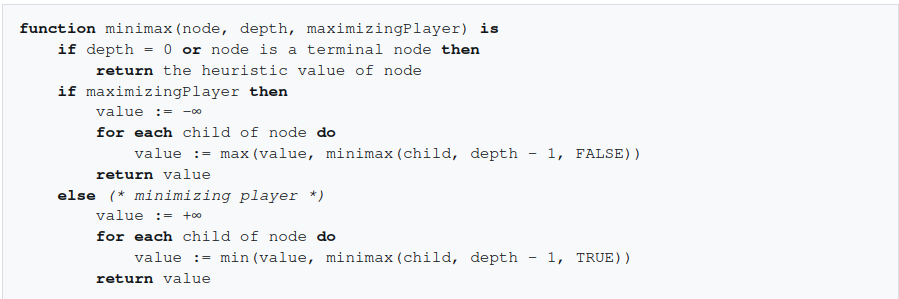 function minimax(node, depth, maximizingPlayer) is
    if depth = 0 or node is a terminal node then
        return the heuristic value of node
    if maximizingPlayer then
        value := −∞
        for each child of node do
            value := max(value, minimax(child, depth − 1, FALSE))
        return value
    else (* minimizing player *)
        value := +∞
        for each child of node do
            value := min(value, minimax(child, depth − 1, TRUE))
        return value